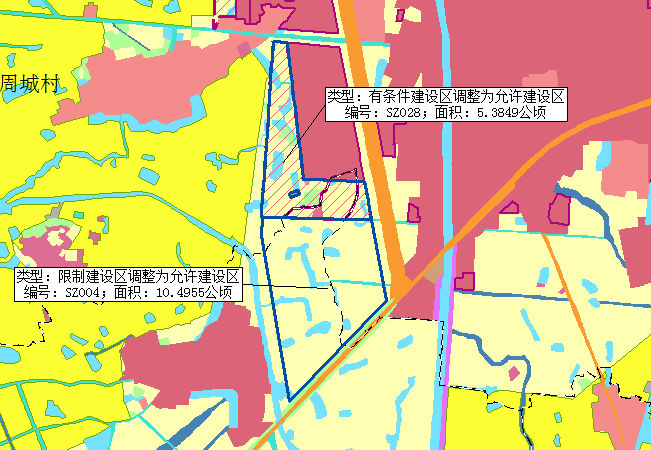 周城村
类型：有条件建设区调整为允许建设区
编号：SZ028；面积：5.3849公顷
类型：限制建设区调整为允许建设区
编号：SZ004；面积：10.4955公顷